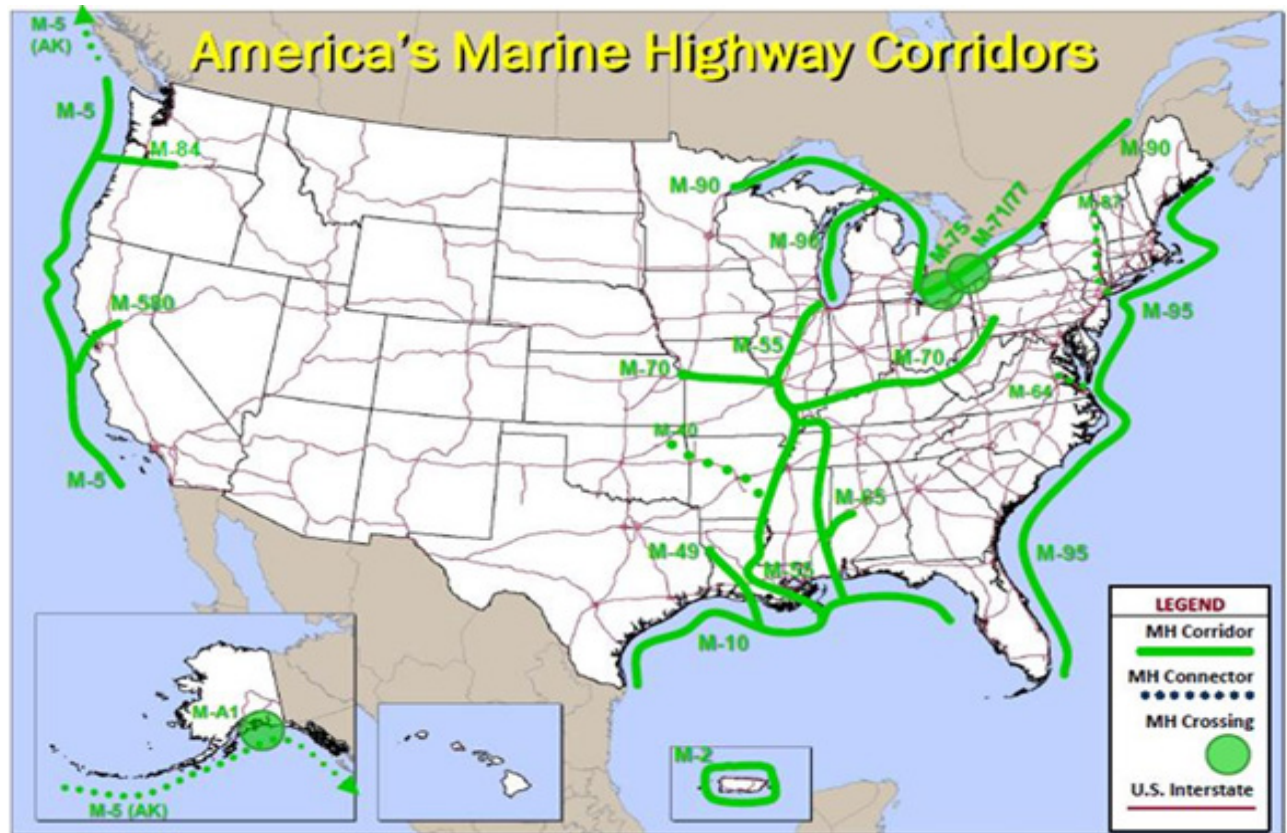 M-5
(AK)
America's Marine Highway Corridors
M-5
M-84
M-90
M-90
M-87
M-75
M-71/77
M-90
M-580
M-95
M-55
M-70
M-70
M-64
M-40
M-65
M-49
M-55
M-95
M-5
M-10
M-A1
M-5 (AK)
M-2
LEGEND
MH Corridor
MH Connector
MH Crossing
U.S. Interstate